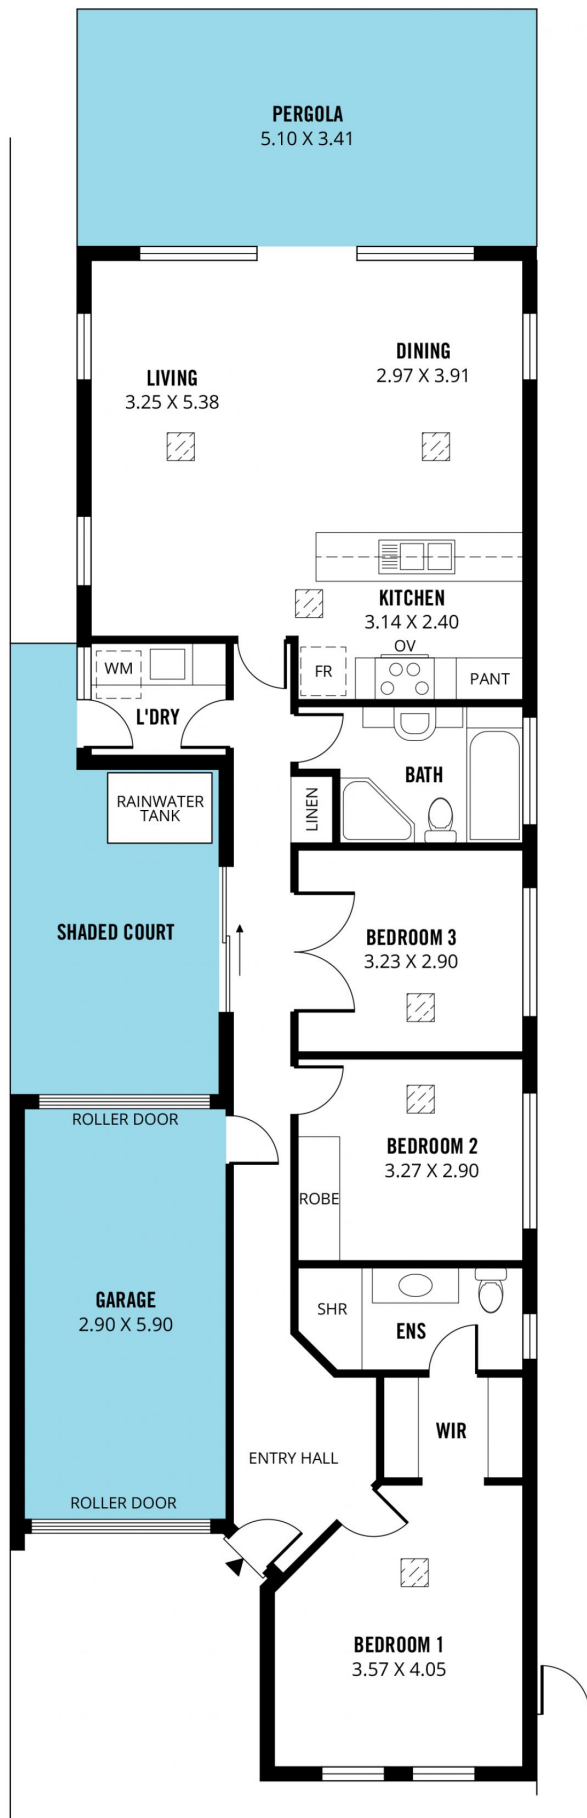 PERGOLA
5.10 X 3.41
DINING
2.97 X 3.91
LIVING
3.25 X 5.38
KITCHEN
3.14 X 2.40
OV
FR
PANT
WM
L'DRY
BATH
RAINWATER
TANK
LINEN
SHADED COURT
BEDROOM 3
3.23 X 2.90
ROLLER DOOR
BEDROOM 2
3.27 X 2.90
ROBE
GARAGE
2.90 X 5.90
SHR
ENS
WIR
ENTRY HALL
ROLLER DOOR
BEDROOM 1
3.57 X 4.05